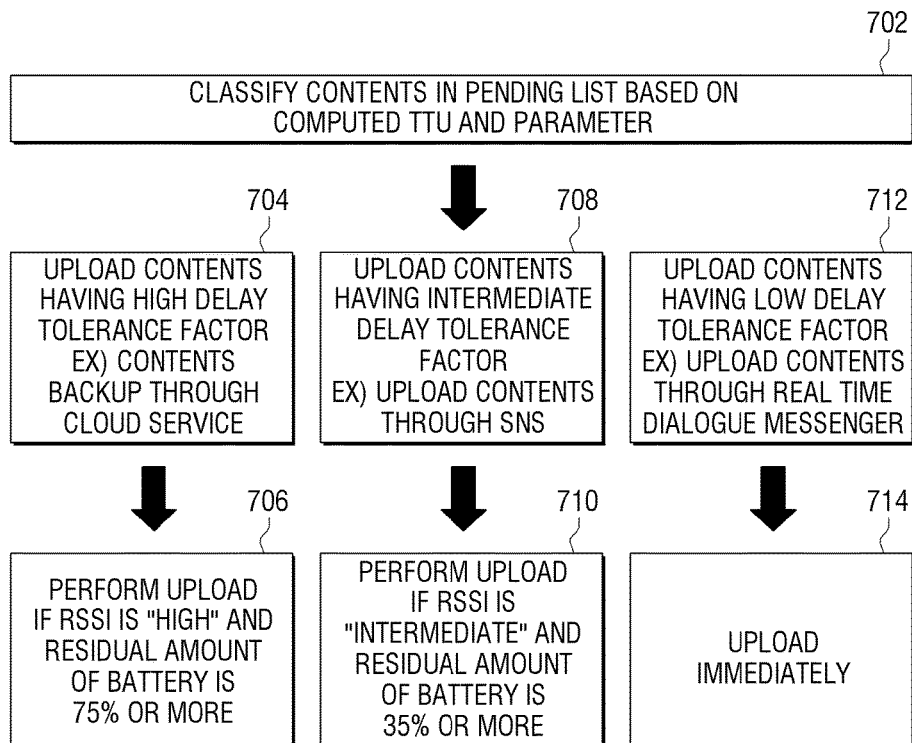 702
CLASSIFY CONTENTS IN PENDING LIST BASED ON
COMPUTED TTU AND PARAMETER
704
UPLOAD CONTENTS
HAVING HIGH DELAY
TOLERANCE FACTOR
EX) CONTENTS
BACKUP THROUGH
CLOUD SERVICE
708
UPLOAD CONTENTS
HAVING INTERMEDIATE
DELAY TOLERANCE
FACTOR
EX) UPLOAD CONTENTS
THROUGH SNS
712
UPLOAD CONTENTS
HAVING LOW DELAY
TOLERANCE FACTOR
EX) UPLOAD CONTENTS
THROUGH REAL TIME
DIALOGUE MESSENGER
706
PERFORM UPLOAD
IF RSSI IS "HIGH" AND
RESIDUAL AMOUNT
OF BATTERY IS
75% OR MORE
710
PERFORM UPLOAD
IF RSSI IS
"INTERMEDIATE" AND
RESIDUAL AMOUNT
OF BATTERY IS
35% OR MORE
714
UPLOAD
IMMEDIATELY